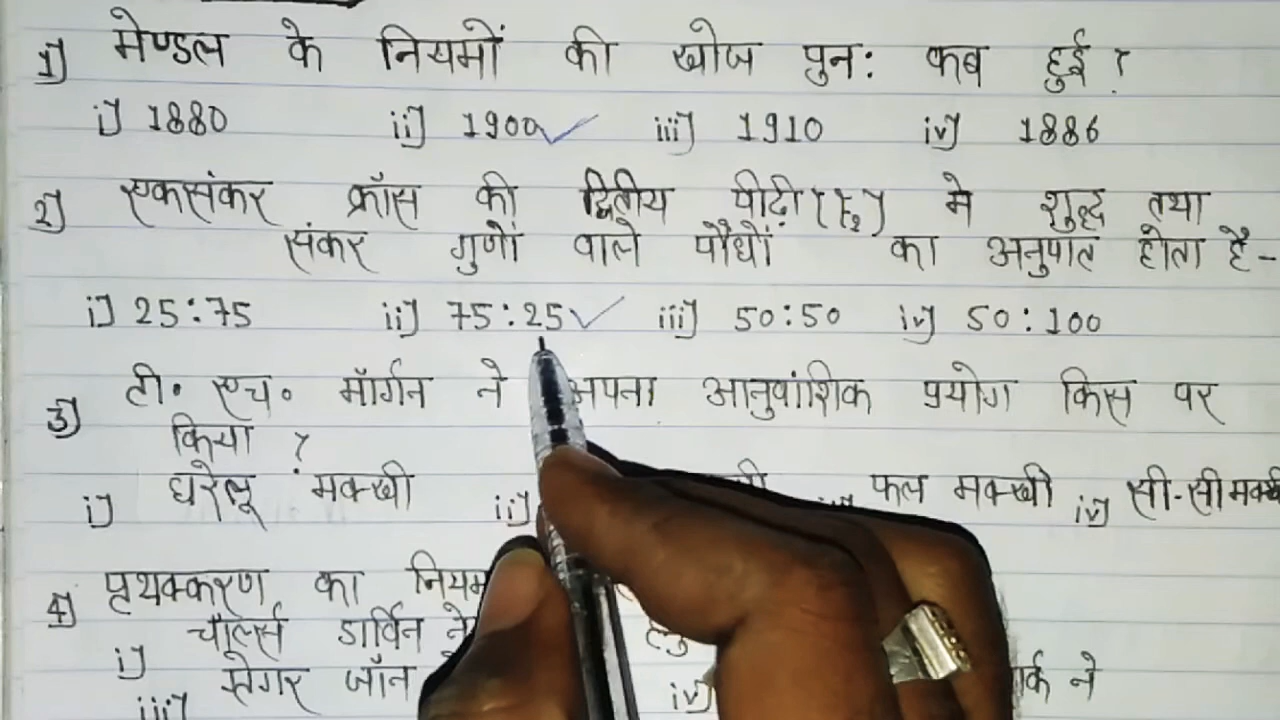 1) मेण्डल के नियमों की खोज पुन: कब हुई ?
i) 1880 ii) 1900 iii) 1910 iv) 1886
2) एकसंकर क्रॉस की द्वितीय पीढ़ी (F₂) मे शुद्ध तथा
संकर गुणों वाले पौधों का अनुपात होता है-
i) 25:75 ii) 75:25 iii) 50:50 iv) 50:100
3) टी. एच. मॉर्गन ने अपना आनुवांशिक प्रयोग किस पर
किया ?
i) घरेलू मक्खी ii) फल मक्खी iv) सी-सी मक्खी
4) पृथक्करण का नियम
i) चार्ल्स डार्विन ने
iii) ग्रेगर जॉन iv) ने